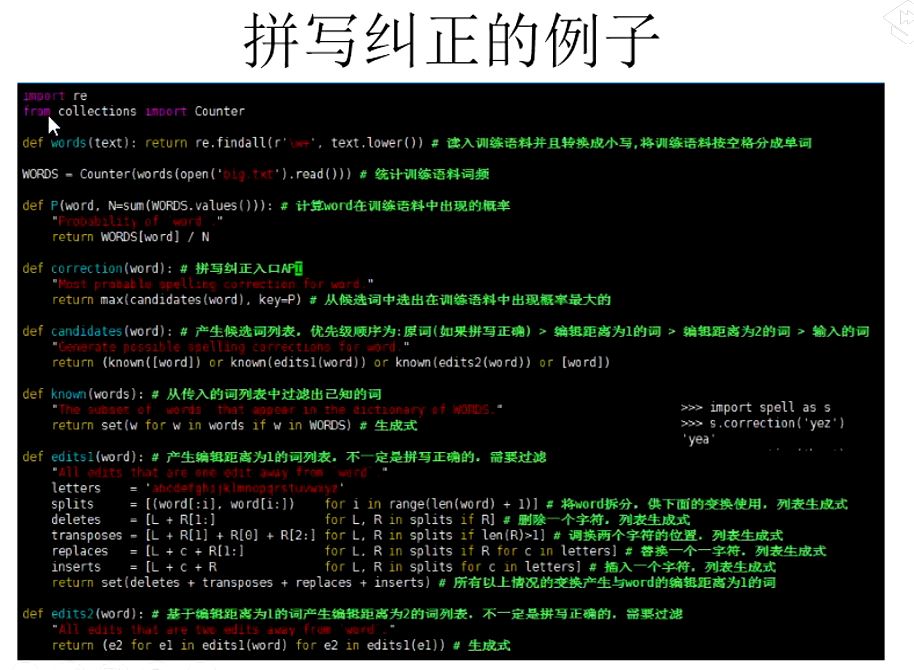 拼写纠正的例子
import re
from collections import Counter
def words(text): return re.findall(r'\w+', text.lower()) # 读入训练语料并且转换成小写,将训练语料按空格分成单词
WORDS = Counter(words(open('big.txt').read())) # 统计训练语料词频
def P(word, N=sum(WORDS.values())): # 计算word在训练语料中出现的概率
"Probability of `word`."
return WORDS[word] / N
def correction(word): # 拼写纠正入口API
"Most probable spelling correction for word."
return max(candidates(word), key=P) # 从候选词中选出在训练语料中出现概率最大的
def candidates(word): # 产生候选词列表，优先级顺序为:原词(如果拼写正确) > 编辑距离为1的词 > 编辑距离为2的词 > 输入的词
"Generate possible spelling corrections for word."
return (known([word]) or known(edits1(word)) or known(edits2(word)) or [word])
def known(words): # 从传入的词列表中过滤出已知的词
"The subset of `words` that appear in the dictionary of WORDS."
return set(w for w in words if w in WORDS) # 生成式
>>> import spell as s
>>> s.correction('yez')
'yea'
def edits1(word): # 产生编辑距离为1的词列表，不一定是拼写正确的，需要过滤
"All edits that are one edit away from `word`."
letters = 'abcdefghijklmnopqrstuvwxyz'
splits = [(word[:i], word[i:]) for i in range(len(word) + 1)] # 将word拆分，供下面的变换使用，列表生成式
deletes = [L + R[1:] for L, R in splits if R] # 删除一个字符，列表生成式
transposes = [L + R[1] + R[0] + R[2:] for L, R in splits if len(R)>1] # 调换两个字符的位置，列表生成式
replaces = [L + c + R[1:] for L, R in splits if R for c in letters] # 替换一个一字符，列表生成式
inserts = [L + c + R for L, R in splits for c in letters] # 插入一个字符，列表生成式
return set(deletes + transposes + replaces + inserts) # 所有以上情况的变换产生与word的编辑距离为1的词
def edits2(word): # 基于编辑距离为1的词产生编辑距离为2的词列表，不一定是拼写正确的，需要过滤
"All edits that are two edits away from `word`."
return (e2 for e1 in edits1(word) for e2 in edits1(e1)) # 生成式